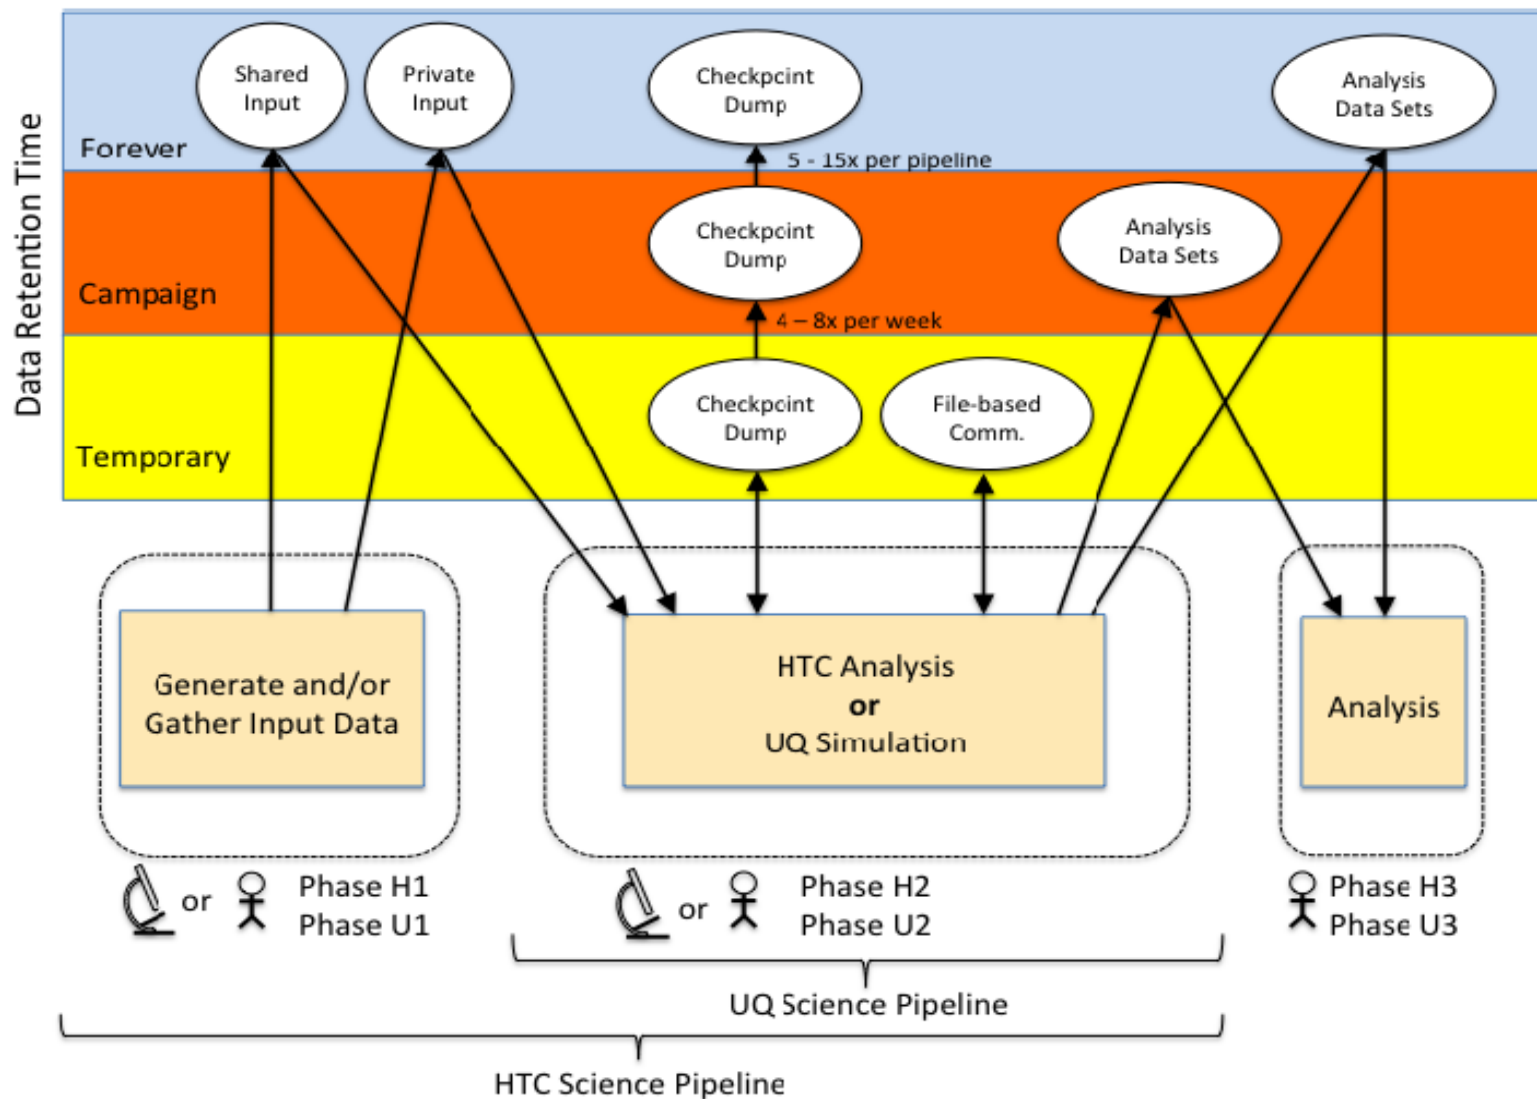 Data Retention Time
Shared
Input
Private
Input
Checkpoint
Dump
Analysis
Data Sets
Forever
5 - 15x per pipeline
Checkpoint
Dump
Analysis
Data Sets
Campaign
4 – 8x per week
Checkpoint
Dump
File-based
Comm.
Temporary
Generate and/or
Gather Input Data
HTC Analysis
or
UQ Simulation
Analysis
or
Phase H1
Phase U1
or
Phase H2
Phase U2
Phase H3
Phase U3
UQ Science Pipeline
HTC Science Pipeline